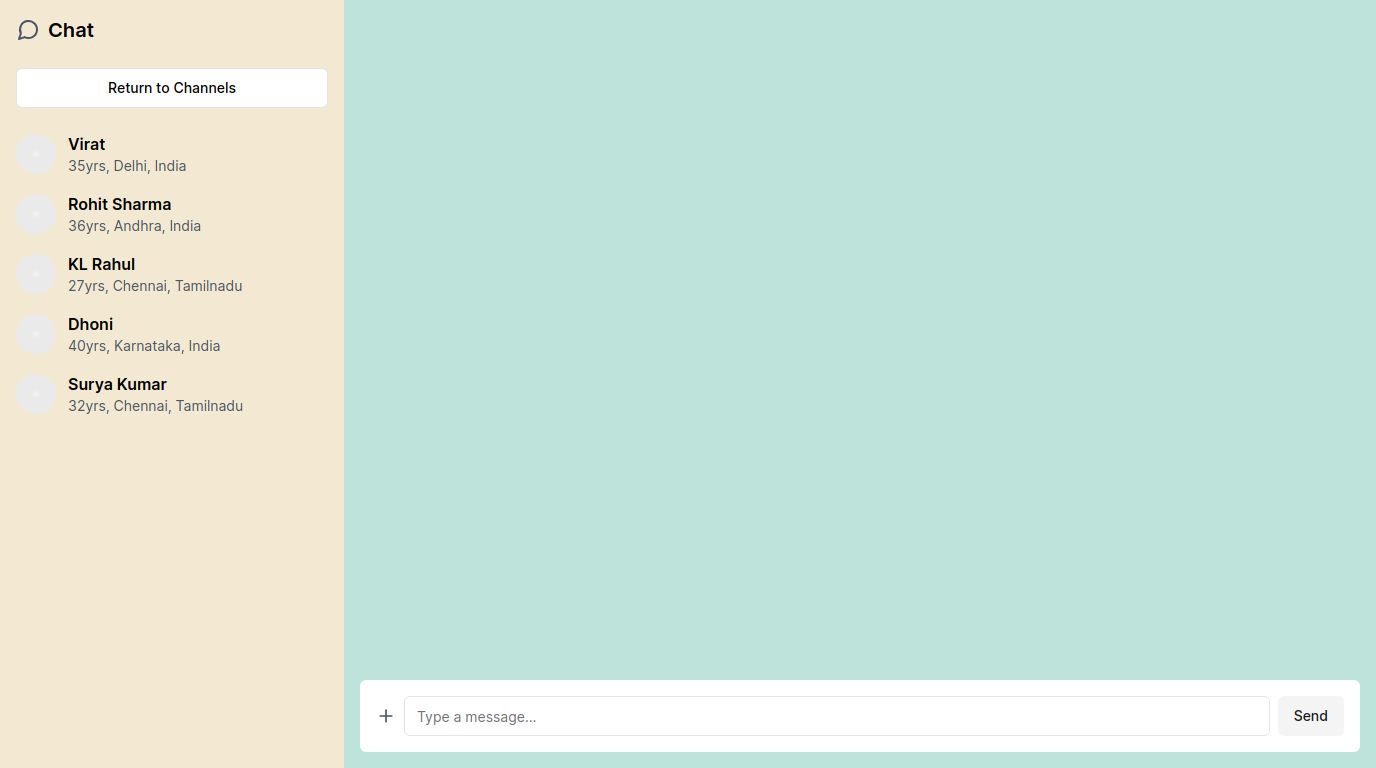 Chat
Return to Channels
Virat
35yrs, Delhi, India
Rohit Sharma
36yrs, Andhra, India
KL Rahul
27yrs, Chennai, Tamilnadu
Dhoni
40yrs, Karnataka, India
Surya Kumar
32yrs, Chennai, Tamilnadu
Type a message...
Send